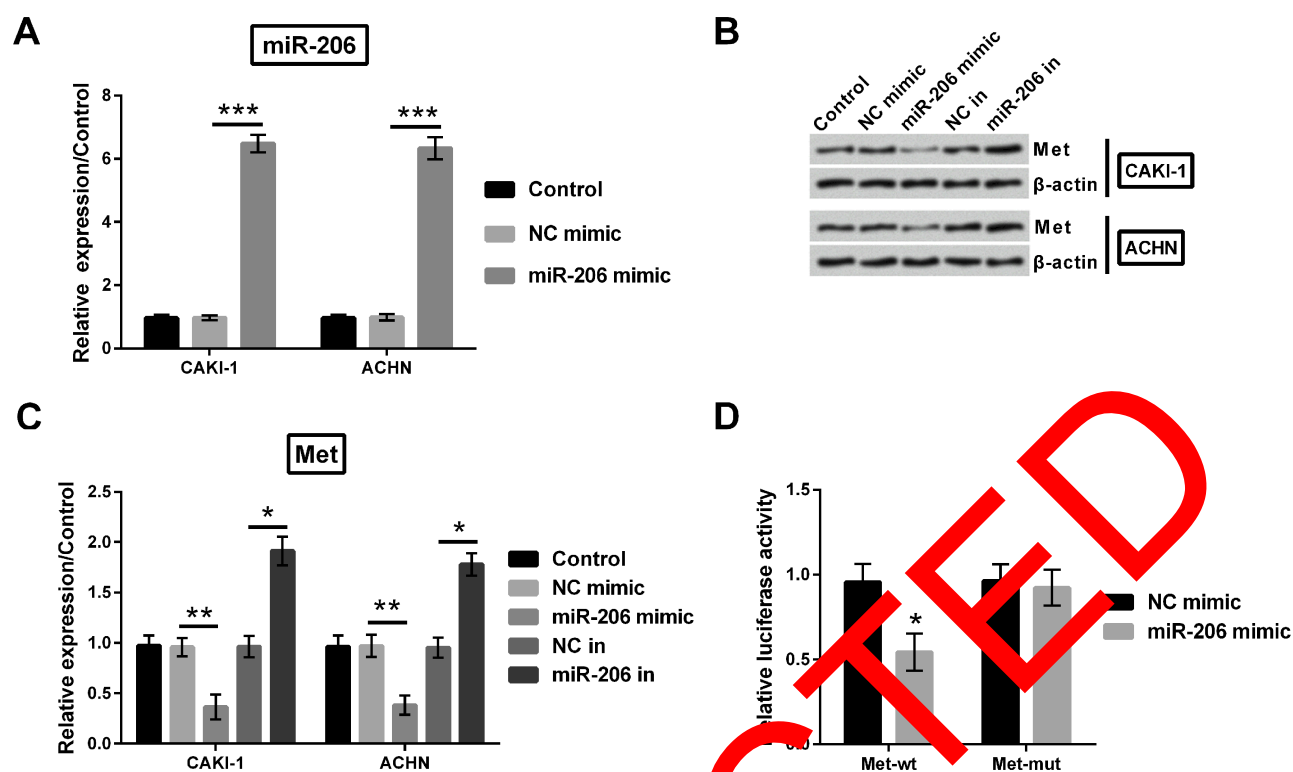 A
miR-206
Relative expression/Control
8
6
4
2
0
***
***
CAKI-1
ACHN
Control
NC mimic
miR-206 mimic
B
Control
NC mimic
miR-206 mimic
NC in
miR-206 in
Met
β-actin
CAKI-1
Met
β-actin
ACHN
C
Met
Relative expression/Control
2.5
2.0
1.5
1.0
0.5
0.0
**
*
**
*
CAKI-1
ACHN
Control
NC mimic
miR-206 mimic
NC in
miR-206 in
D
Relative luciferase activity
1.5
1.0
0.5
0.0
*
Met-wt
Met-mut
NC mimic
miR-206 mimic
CTED